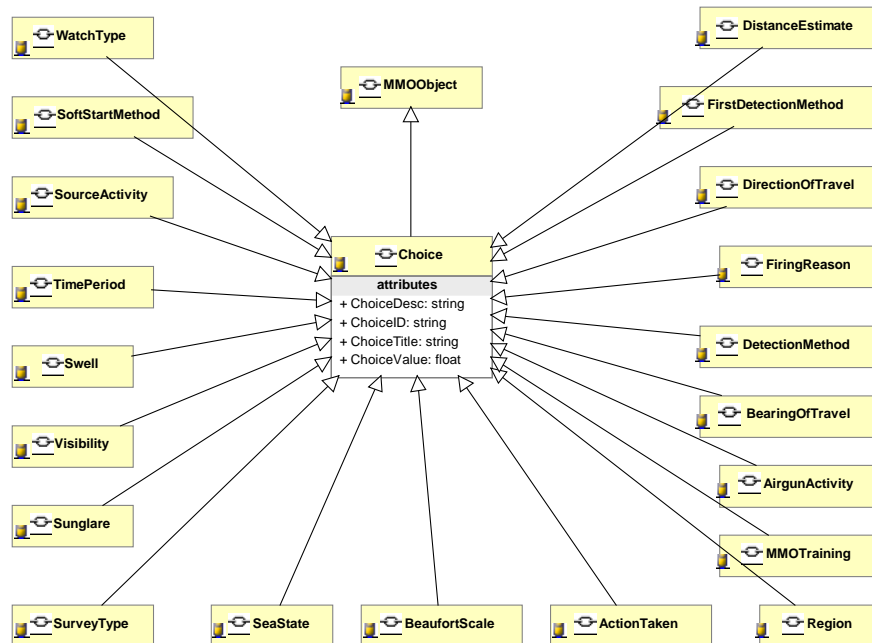 WatchType
DistanceEstimate
MMOObject
SoftStartMethod
FirstDetectionMethod
SourceActivity
DirectionOfTravel
Choice
attributes
+ ChoiceDesc: string
+ ChoiceID: string
+ ChoiceTitle: string
+ ChoiceValue: float
TimePeriod
FiringReason
Swell
DetectionMethod
Visibility
BearingOfTravel
Sunglare
AirgunActivity
MMOTraining
SurveyType
SeaState
BeaufortScale
ActionTaken
Region